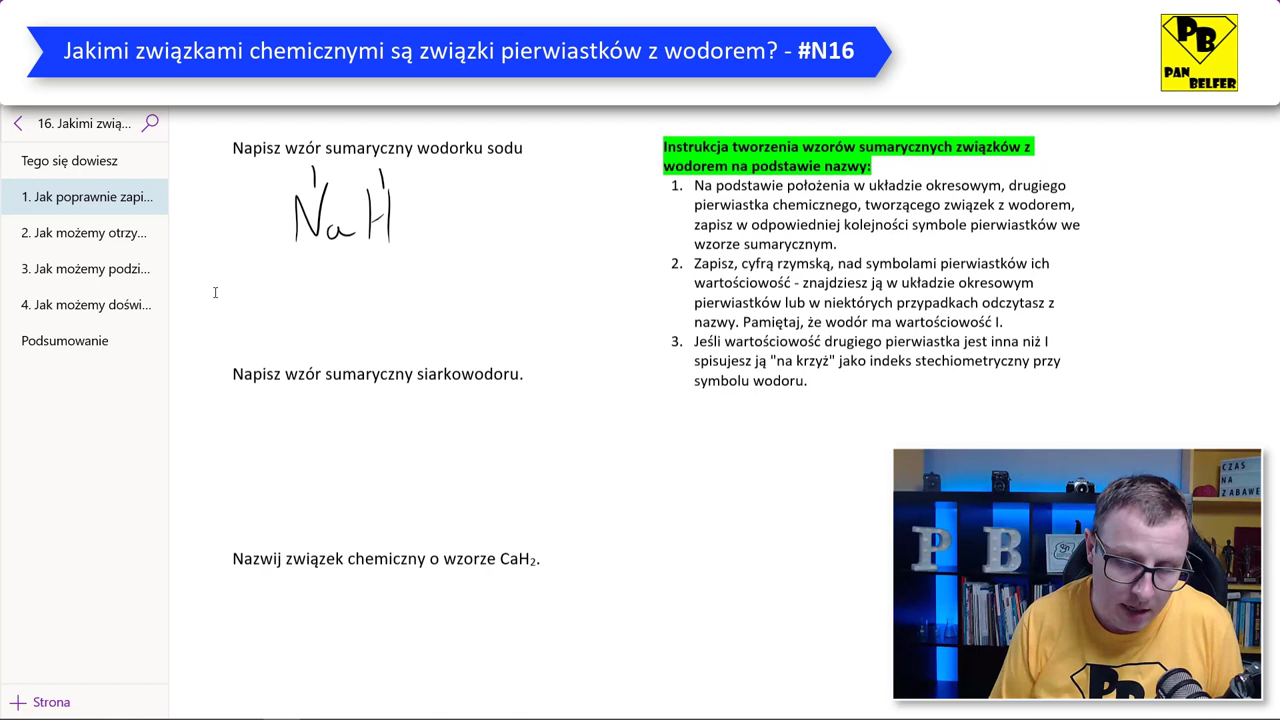 Jakimi związkami chemicznymi są związki pierwiastków z wodorem? - #N16
PB
PAN
BELFER
16. Jakimi zwią...
Tego się dowiesz
1. Jak poprawnie zapi...
2. Jak możemy otrzy...
3. Jak możemy podzi...
4. Jak możemy doświ...
Podsumowanie
Strona
Napisz wzór sumaryczny wodorku sodu
I I
NaH
Napisz wzór sumaryczny siarkowodoru.
Nazwij związek chemiczny o wzorze CaH₂.
Instrukcja tworzenia wzorów sumarycznych związków z
wodorem na podstawie nazwy:
1. Na podstawie położenia w układzie okresowym, drugiego
pierwiastka chemicznego, tworzącego związek z wodorem,
zapisz w odpowiedniej kolejności symbole pierwiastków we
wzorze sumarycznym.
2. Zapisz, cyfrą rzymską, nad symbolami pierwiastków ich
wartościowość - znajdziesz ją w układzie okresowym
pierwiastków lub w niektórych przypadkach odczytasz z
nazwy. Pamiętaj, że wodór ma wartościowość I.
3. Jeśli wartościowość drugiego pierwiastka jest inna niż I
spisujesz ją "na krzyż" jako indeks stechiometryczny przy
symbolu wodoru.
CZAS
NA
ZABAWĘ
P B
PB